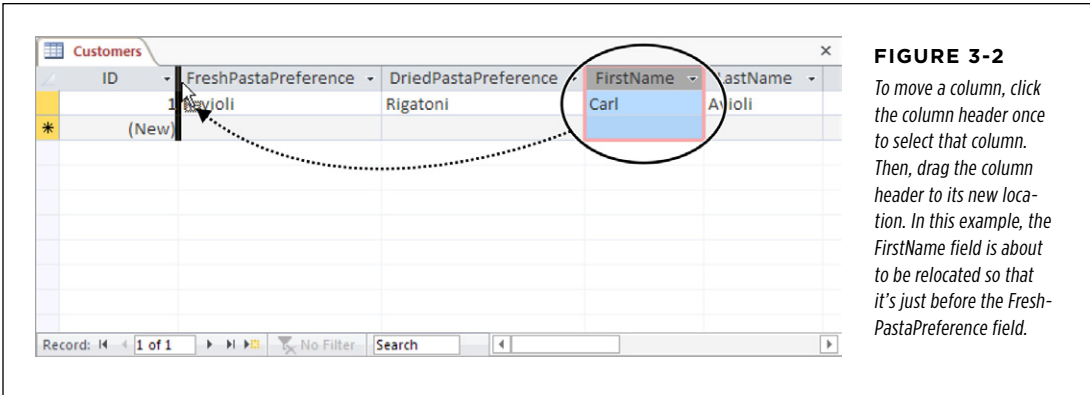 Customers
ID FreshPastaPreference DriedPastaPreference FirstName LastName
1 Ravioli Rigatoni Carl Avioli
* (New)
Record: 1 of 1 No Filter Search
FIGURE 3-2
To move a column, click
the column header once
to select that column.
Then, drag the column
header to its new loca-
tion. In this example, the
FirstName field is about
to be relocated so that
it's just before the Fresh-
PastaPreference field.